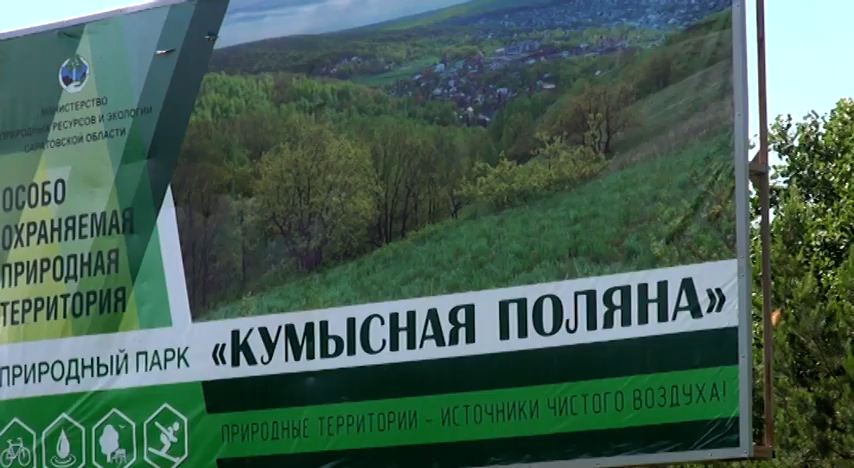 МИНИСТЕРСТВО
ПРИРОДНЫХ РЕСУРСОВ И ЭКОЛОГИИ
САРАТОВСКОЙ ОБЛАСТИ
ОСОБО
ОХРАНЯЕМАЯ
ПРИРОДНАЯ
ТЕРРИТОРИЯ
ПРИРОДНЫЙ ПАРК «КУМЫСНАЯ ПОЛЯНА»
ПРИРОДНЫЕ ТЕРРИТОРИИ - ИСТОЧНИКИ ЧИСТОГО ВОЗДУХА!